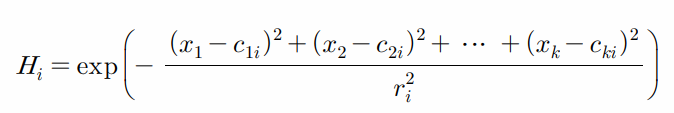 H_i = exp(− ((x_1 − c_{1i})^2 + (x_2 − c_{2i})^2 + ⋯ + (x_k − c_{ki})^2) / r_i^2)